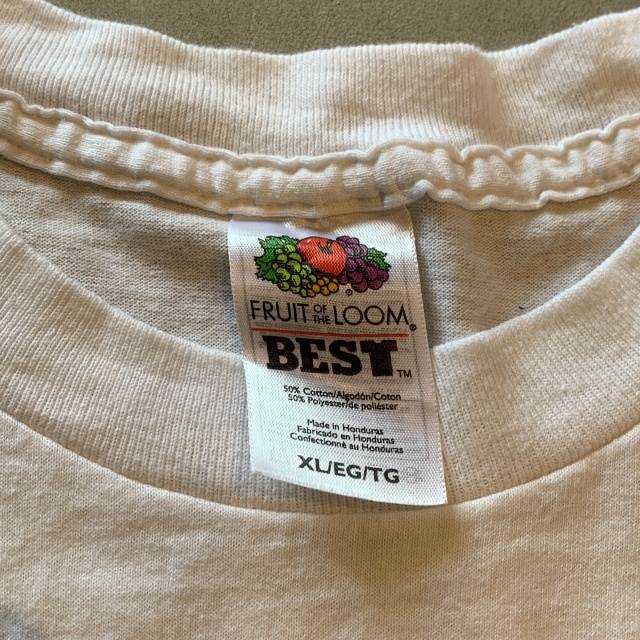 FRUIT OF THE LOOM®
BEST™
50% Cotton/Algodón/Coton
50% Polyester/de poliéster
Made in Honduras
Fabricado en Honduras
Confectionné au Honduras
XL/EG/TG